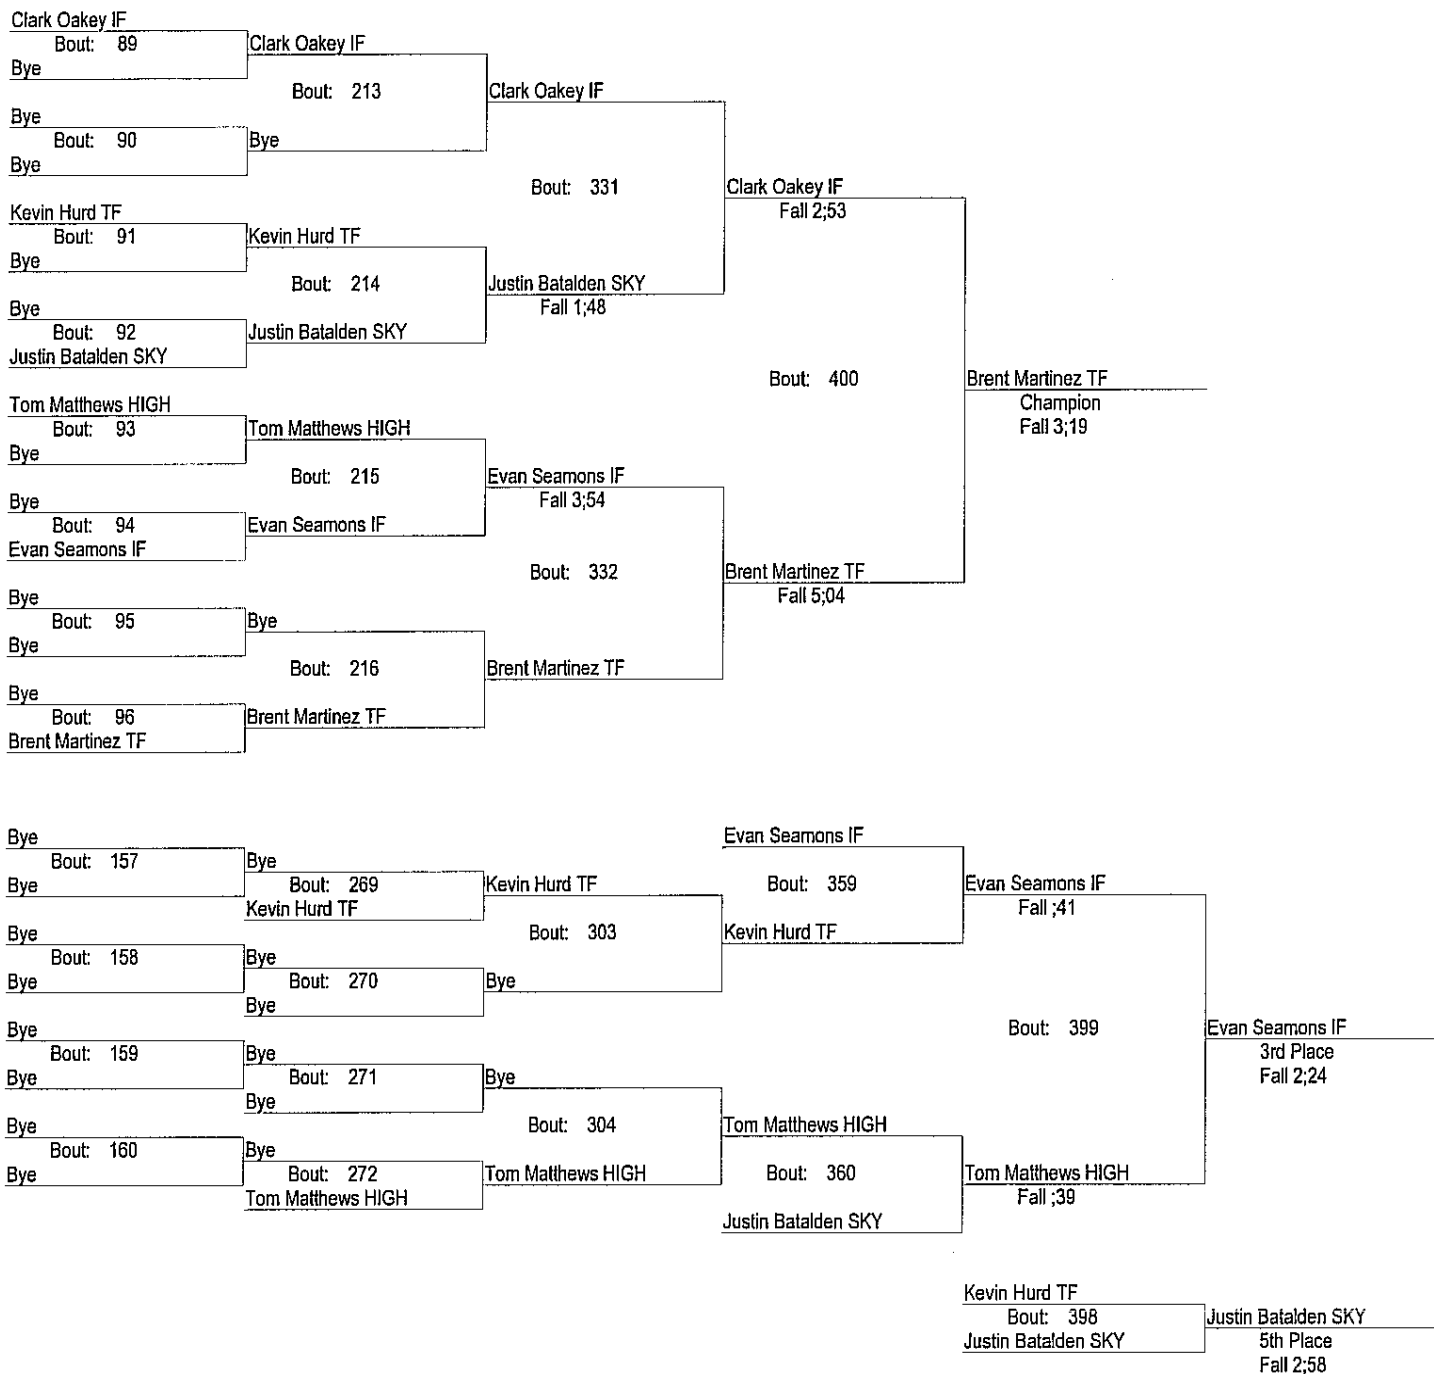 Clark Oakey IF
Bout: 89
Bye
Clark Oakey IF
Bout: 213
Bye
Bout: 90
Bye
Bye
Clark Oakey IF
Bout: 331
Kevin Hurd TF
Bout: 91
Bye
Kevin Hurd TF
Bout: 214
Bye
Bout: 92
Justin Batalden SKY
Justin Batalden SKY
Justin Batalden SKY
Fall 1;48
Clark Oakey IF
Fall 2;53
Bout: 400
Tom Matthews HIGH
Bout: 93
Bye
Tom Matthews HIGH
Bout: 215
Bye
Bout: 94
Evan Seamons IF
Evan Seamons IF
Evan Seamons IF
Fall 3;54
Bout: 332
Bye
Bout: 95
Bye
Bye
Bout: 216
Bye
Bout: 96
Brent Martinez TF
Brent Martinez TF
Brent Martinez TF
Brent Martinez TF
Fall 5;04
Brent Martinez TF
Champion
Fall 3;19
Bye
Bout: 157
Bye
Bye
Bout: 269
Kevin Hurd TF
Kevin Hurd TF
Bout: 303
Bye
Bout: 158
Bye
Bye
Bout: 270
Bye
Bye
Evan Seamons IF
Bout: 359
Kevin Hurd TF
Evan Seamons IF
Fall ;41
Bout: 399
Bye
Bout: 159
Bye
Bye
Bout: 271
Bye
Bye
Bout: 304
Bye
Bout: 160
Bye
Bye
Bout: 272
Tom Matthews HIGH
Tom Matthews HIGH
Tom Matthews HIGH
Bout: 360
Justin Batalden SKY
Tom Matthews HIGH
Fall ;39
Evan Seamons IF
3rd Place
Fall 2;24
Kevin Hurd TF
Bout: 398
Justin Batalden SKY
Justin Batalden SKY
5th Place
Fall 2;58